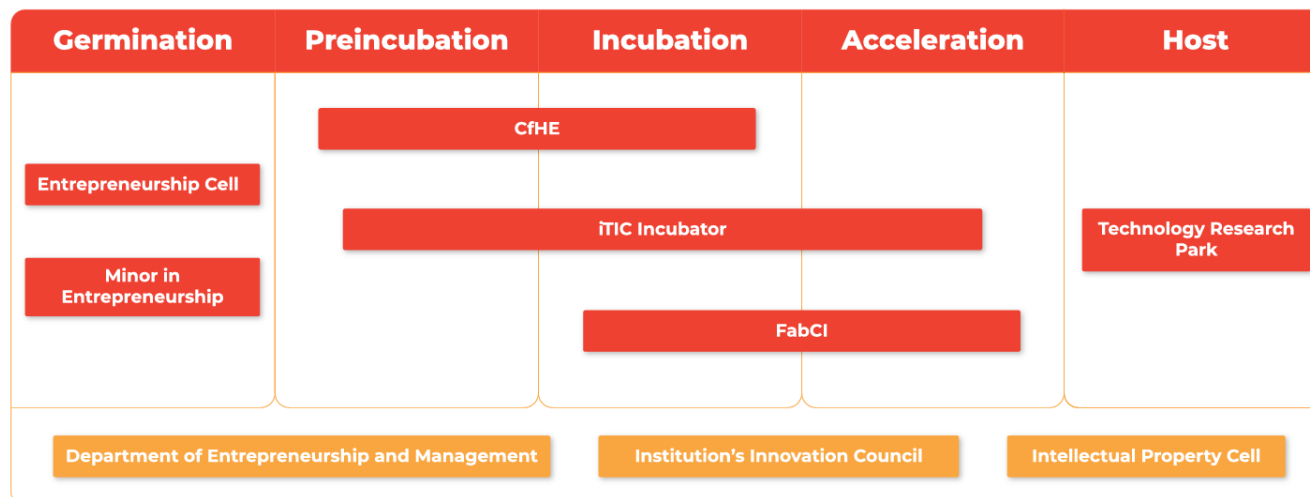 Germination
Preincubation
Incubation
Acceleration
Host
CfHE
Entrepreneurship Cell
iTIC Incubator
Technology Research
Park
Minor in
Entrepreneurship
FabCI
Department of Entrepreneurship and Management
Institution’s Innovation Council
Intellectual Property Cell